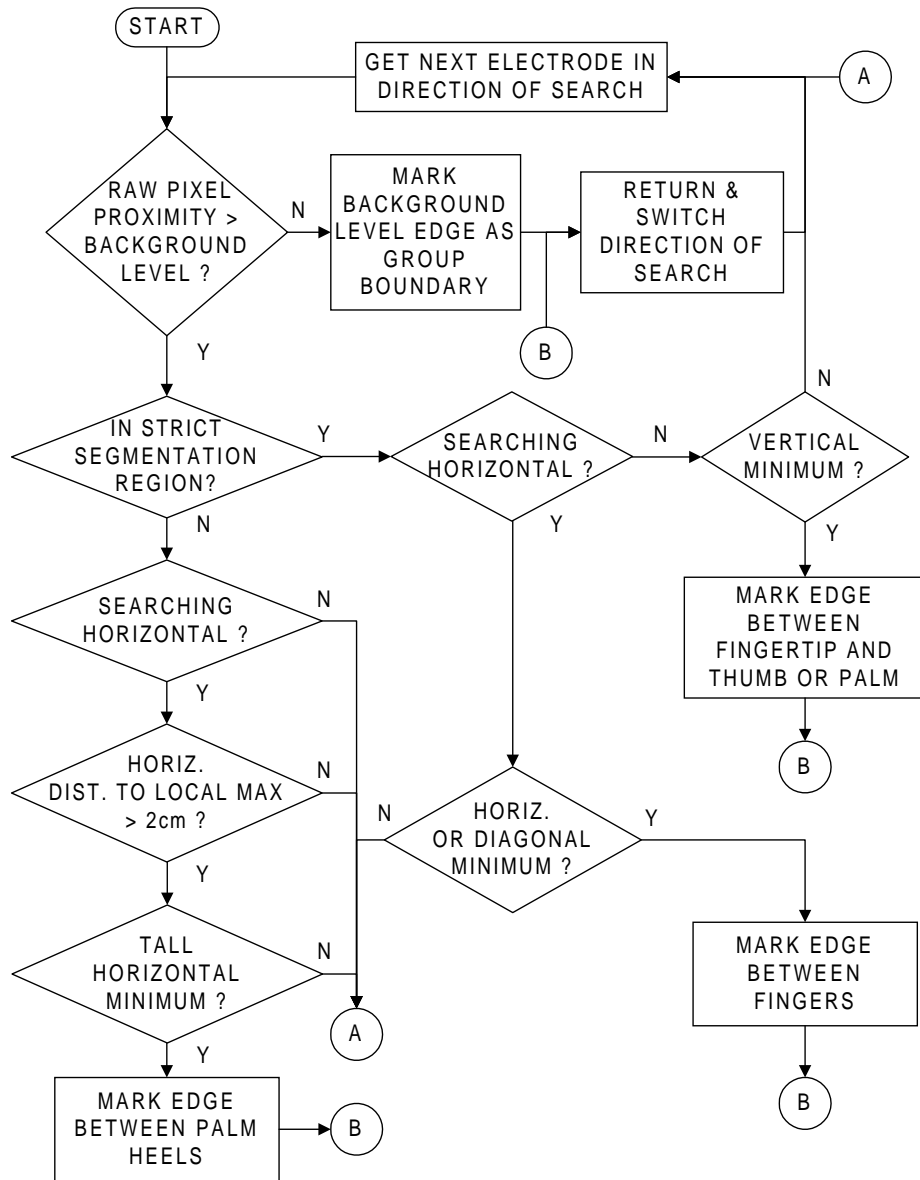 START
GET NEXT ELECTRODE IN
DIRECTION OF SEARCH
A
RAW PIXEL
PROXIMITY >
BACKGROUND
LEVEL ?
N
MARK
BACKGROUND
LEVEL EDGE AS
GROUP
BOUNDARY
RETURN &
SWITCH
DIRECTION OF
SEARCH
B
Y
N
IN STRICT
SEGMENTATION
REGION?
Y
SEARCHING
HORIZONTAL ?
N
VERTICAL
MINIMUM ?
N
Y
Y
SEARCHING
HORIZONTAL ?
N
MARK EDGE
BETWEEN
FINGERTIP AND
THUMB OR PALM
Y
B
HORIZ.
DIST. TO LOCAL MAX
> 2cm ?
N
N
HORIZ.
OR DIAGONAL
MINIMUM ?
Y
Y
TALL
HORIZONTAL
MINIMUM ?
N
MARK EDGE
BETWEEN
FINGERS
A
Y
MARK EDGE
BETWEEN PALM
HEELS
B
B